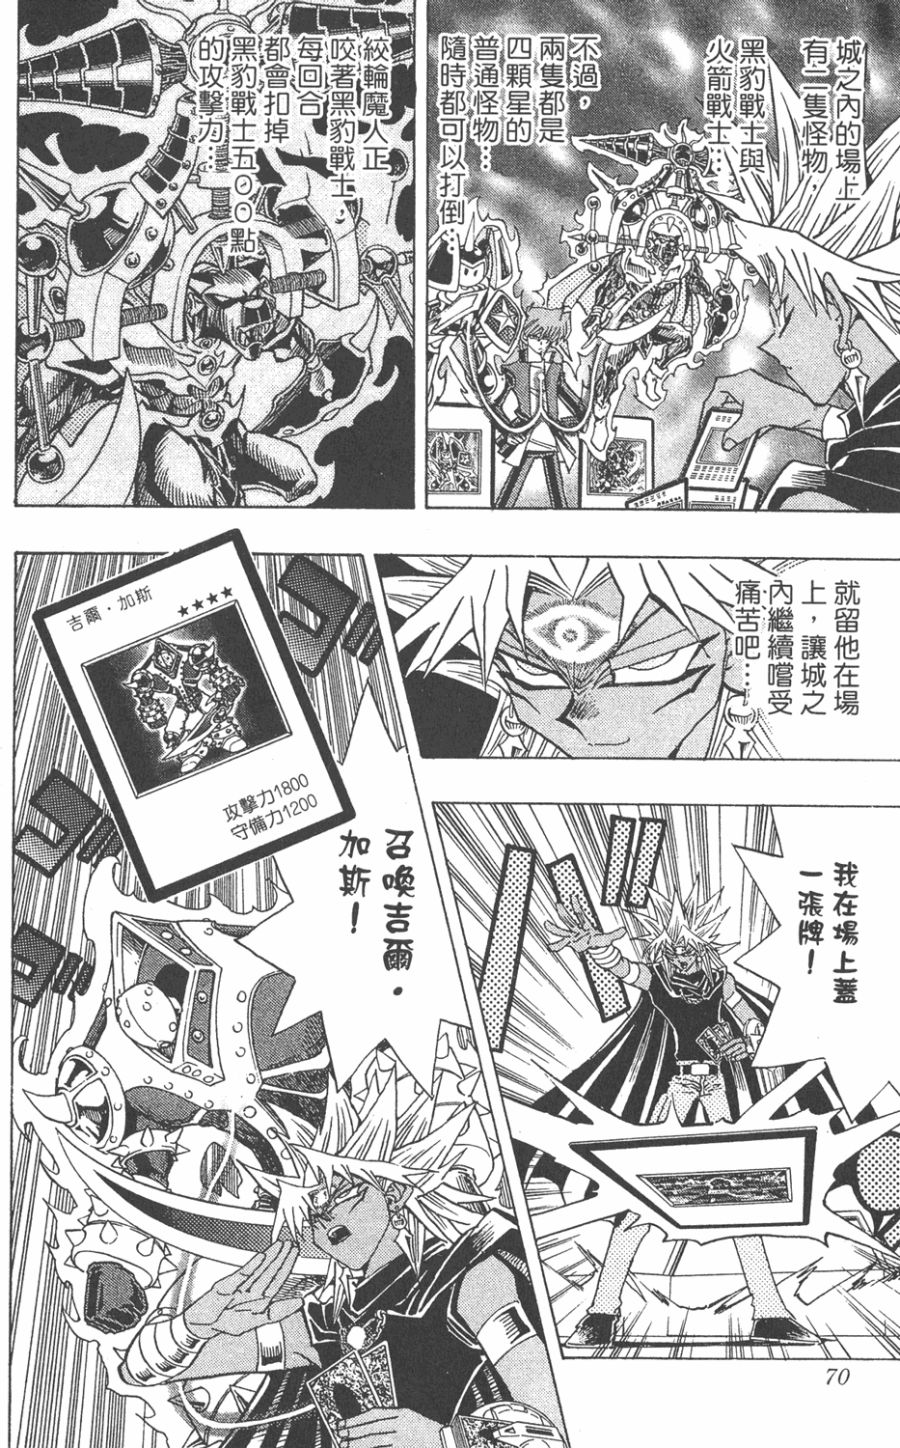 城之內的場上
有二隻怪物，
黑豹戰士與
火箭戰士…
不過，
兩隻都是
四顆星的
普通怪物…
隨時都可以打倒…
絞輪魔人正
咬著黑豹戰士，
每回合
都會扣掉
黑豹戰士五〇〇點
的攻擊力…
就留他在場
上，讓城之
內繼續嚐受
痛苦吧…
我在場上蓋
一張牌！
吉爾·加斯
★★★★
攻擊力1800
守備力1200
召喚吉爾·
加斯！
70